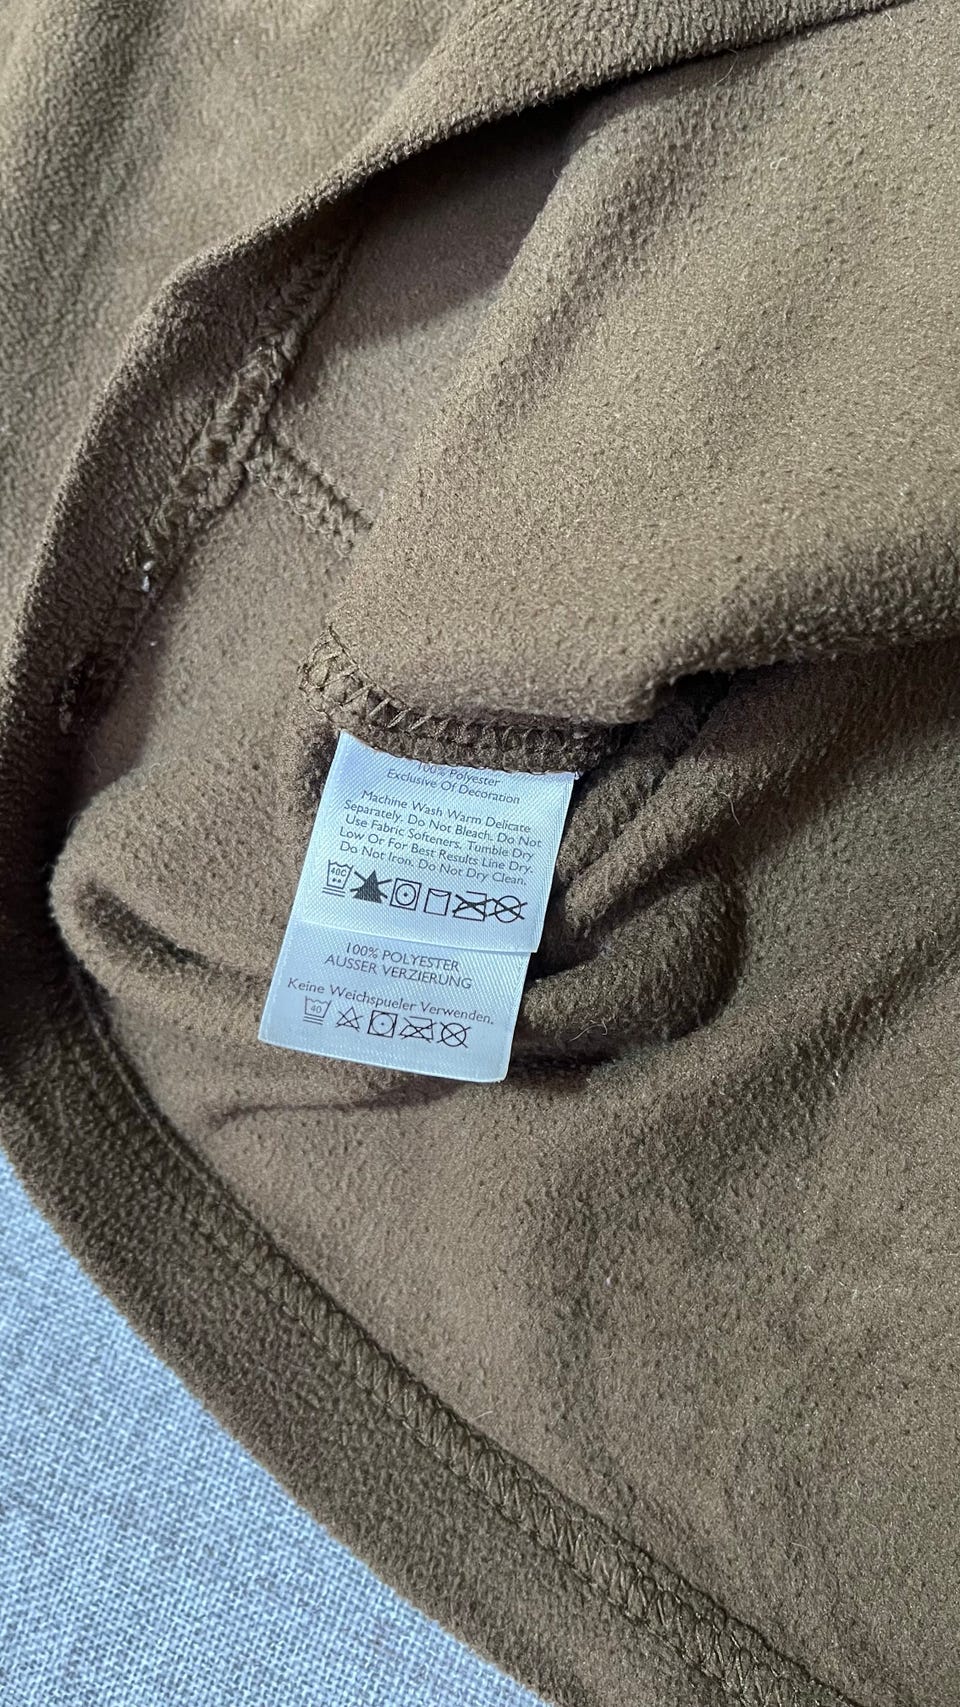 100% Polyester
Exclusive Of Decoration
Machine Wash Warm Delicate
Separately. Do Not Bleach. Do Not
Use Fabric Softeners. Tumble Dry
Low Or For Best Results Line Dry.
Do Not Iron. Do Not Dry Clean.
40C
100% POLYESTER
AUSSER VERZIERUNG
Keine Weichspueler Verwenden.
40